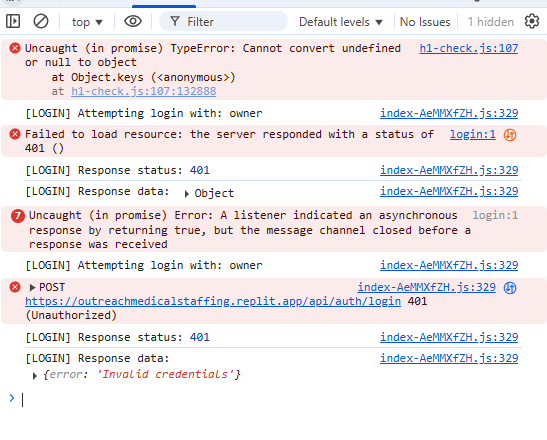 top Filter Default levels No Issues 1 hidden
Uncaught (in promise) TypeError: Cannot convert undefined h1-check.js:107
or null to object
at Object.keys (<anonymous>)
at h1-check.js:107:132888
[LOGIN] Attempting login with: owner index-AeMMXfZH.js:329
Failed to load resource: the server responded with a status of login:1
401 ()
[LOGIN] Response status: 401 index-AeMMXfZH.js:329
[LOGIN] Response data: Object index-AeMMXfZH.js:329
7 Uncaught (in promise) Error: A listener indicated an asynchronous login:1
response by returning true, but the message channel closed before a
response was received
[LOGIN] Attempting login with: owner index-AeMMXfZH.js:329
POST index-AeMMXfZH.js:329
https://outreachmedicalstaffing.replit.app/api/auth/login 401
(Unauthorized)
[LOGIN] Response status: 401 index-AeMMXfZH.js:329
[LOGIN] Response data: index-AeMMXfZH.js:329
{error: 'Invalid credentials'}